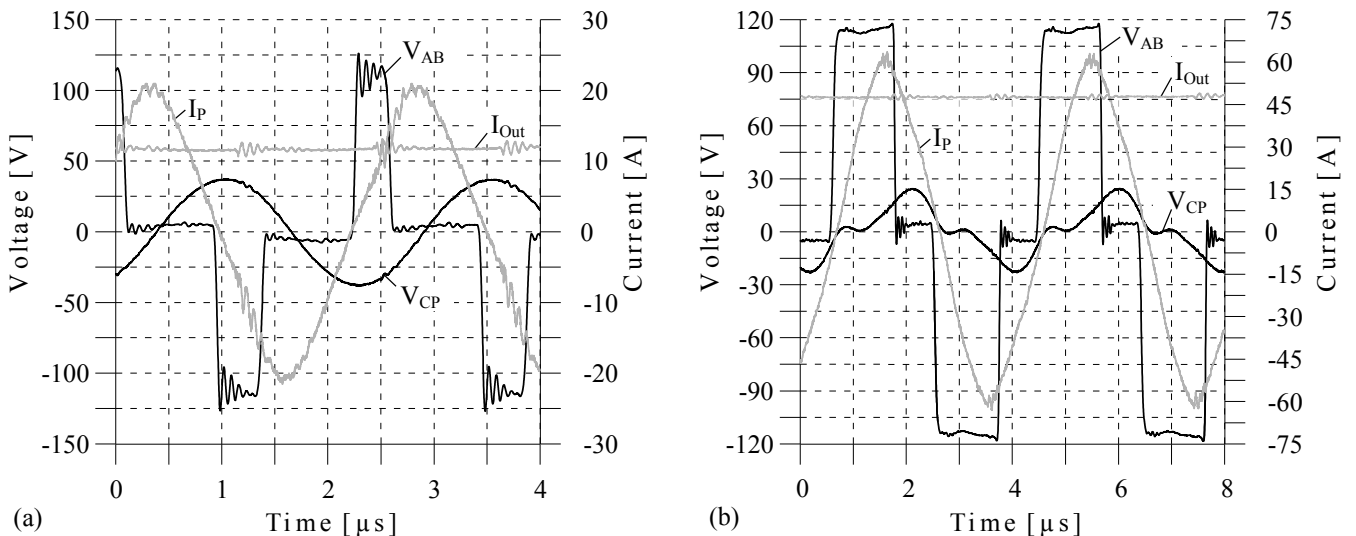 150
100
50
0
-50
-100
-150
Voltage [ V]
30
20
10
0
-10
-20
-30
Current [ A]
V_AB
I_P
I_Out
V_CP
0
1
2
3
4
Time [ µs]
(a)
120
90
60
30
0
-30
-60
-90
-120
Voltage [ V]
75
60
45
30
15
0
-15
-30
-45
-60
-75
Current [ A]
V_AB
I_Out
I_P
V_CP
0
2
4
6
8
Time [ µs]
(b)